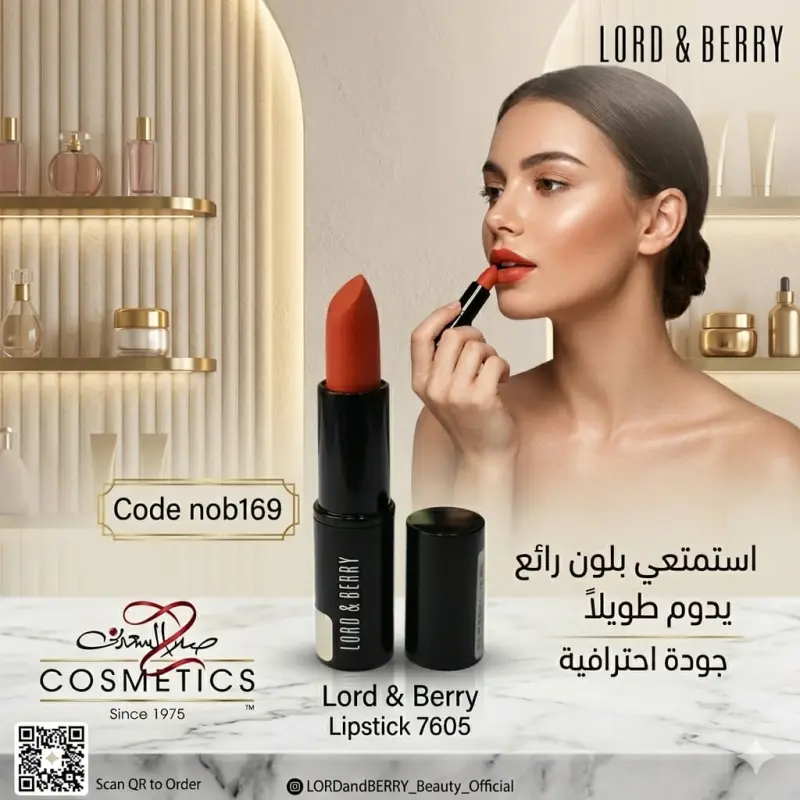 LORD & BERRY
Code nob169
LORD & BERRY
استمتعي بلون رائع
يدوم طويلاً
جودة احترافية
COSMETICS
Since 1975
TM
Lord & Berry
Lipstick 7605
Scan QR to Order
LORDandBERRY_Beauty_Official